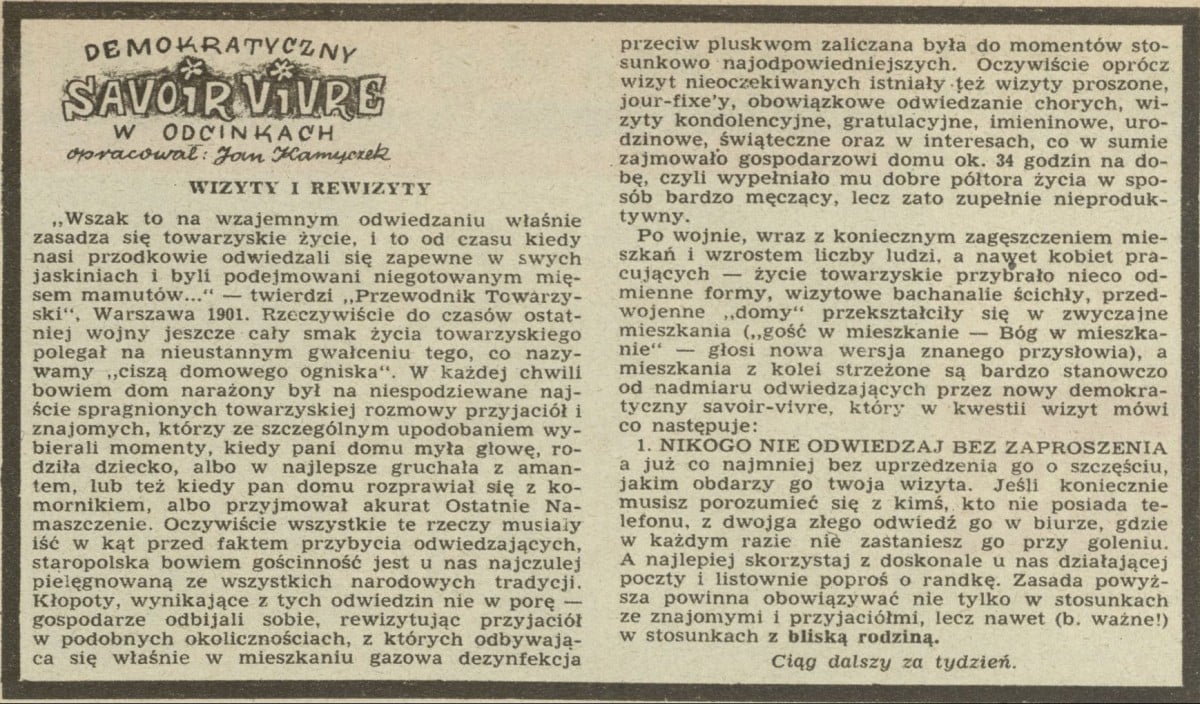 DEMOKRATYCZNY
SAVOIR VIVRE
W ODCINKACH
opracował: Jan Kamyczek
WIZYTY I REWIZYTY
„Wszak to na wzajemnym odwiedzaniu właśnie
zasadza się towarzyskie życie, i to od czasu kiedy
nasi przodkowie odwiedzali się zapewne w swych
jaskiniach i byli podejmowani niegotowanym mię-
sem mamutów...“ — twierdzi „Przewodnik Towarzy-
ski“, Warszawa 1901. Rzeczywiście do czasów ostat-
niej wojny jeszcze cały smak życia towarzyskiego
polegał na nieustannym gwałceniu tego, co nazy-
wamy „ciszą domowego ogniska“. W każdej chwili
bowiem dom narażony był na niespodziewane naj-
ście spragnionych towarzyskiej rozmowy przyjaciół i
znajomych, którzy ze szczególnym upodobaniem wy-
bierali momenty, kiedy pani domu myła głowę, ro-
dziła dziecko, albo w najlepsze gruchała z aman-
tem, lub też kiedy pan domu rozprawiał się z ko-
mornikiem, albo przyjmował akurat Ostatnie Na-
maszczenie. Oczywiście wszystkie te rzeczy musiały
iść w kąt przed faktem przybycia odwiedzających,
staropolska bowiem gościnność jest u nas najczulej
pielęgnowaną ze wszystkich narodowych tradycji.
Kłopoty, wynikające z tych odwiedzin nie w porę —
gospodarze odbijali sobie, rewizytując przyjaciół
w podobnych okolicznościach, z których odbywają-
ca się właśnie w mieszkaniu gazowa dezynfekcja
przeciw pluskwom zaliczana była do momentów sto-
sunkowo najodpowiedniejszych. Oczywiście oprócz
wizyt nieoczekiwanych istniały też wizyty proszone,
jour-fixe'y, obowiązkowe odwiedzanie chorych, wi-
zyty kondolencyjne, gratulacyjne, imieninowe, uro-
dzinowe, świąteczne oraz w interesach, co w sumie
zajmowało gospodarzowi domu ok. 34 godzin na do-
bę, czyli wypełniało mu dobre półtora życia w spo-
sób bardzo męczący, lecz zato zupełnie nieproduk-
tywny.
Po wojnie, wraz z koniecznym zagęszczeniem mie-
szkań i wzrostem liczby ludzi, a nawet kobiet pra-
cujących — życie towarzyskie przybrało nieco od-
mienne formy, wizytowe bachanalie ścichły, przed-
wojenne „domy“ przekształciły się w zwyczajne
mieszkania („gość w mieszkanie — Bóg w mieszka-
nie“ — głosi nowa wersja znanego przysłowia), a
mieszkania z kolei strzeżone są bardzo stanowczo
od nadmiaru odwiedzających przez nowy demokra-
tyczny savoir-vivre, który w kwestii wizyt mówi
co następuje:
1. NIKOGO NIE ODWIEDZAJ BEZ ZAPROSZENIA
a już co najmniej bez uprzedzenia go o szczęściu,
jakim obdarzy go twoja wizyta. Jeśli koniecznie
musisz porozumieć się z kimś, kto nie posiada te-
lefonu, z dwojga złego odwiedź go w biurze, gdzie
w każdym razie nie zastaniesz go przy goleniu.
A najlepiej skorzystaj z doskonale u nas działającej
poczty i listownie poproś o randkę. Zasada powyż-
sza powinna obowiązywać nie tylko w stosunkach
ze znajomymi i przyjaciółmi, lecz nawet (b. ważne!)
w stosunkach z bliską rodziną.
Ciąg dalszy za tydzień.